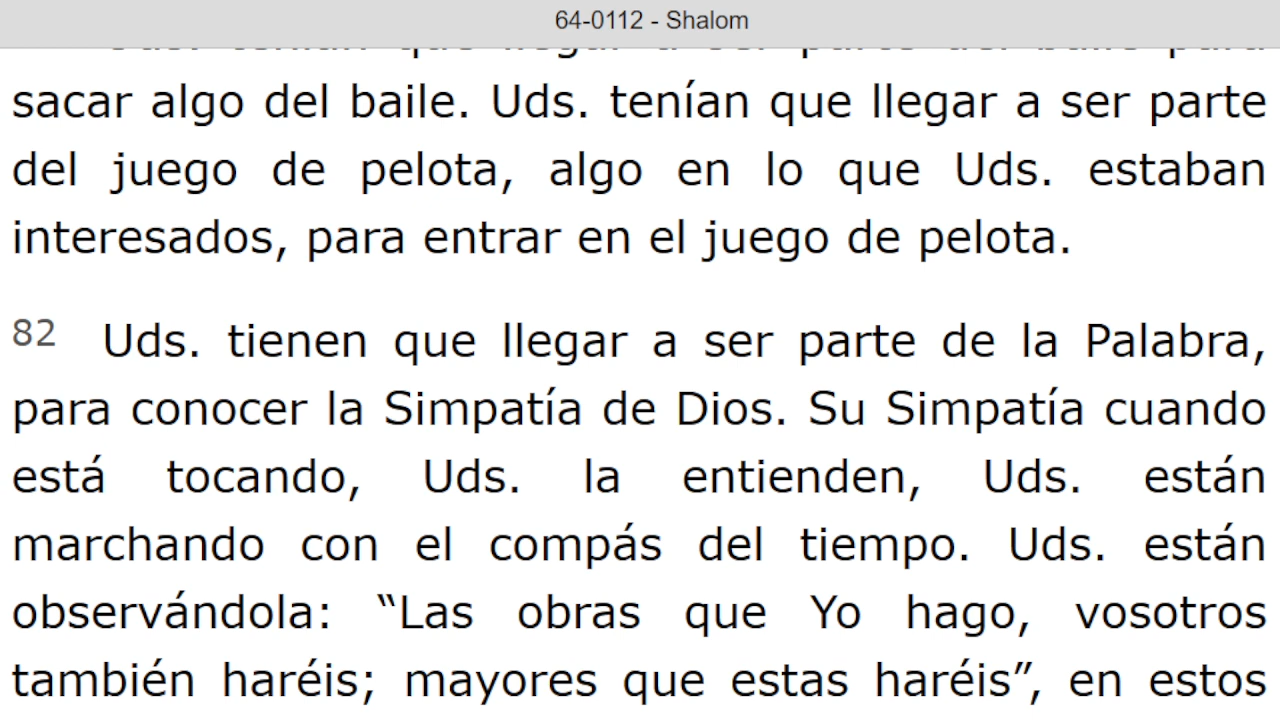 64-0112 - Shalom
sacar algo del baile. Uds. tenían que llegar a ser parte
del juego de pelota, algo en lo que Uds. estaban
interesados, para entrar en el juego de pelota.
82 Uds. tienen que llegar a ser parte de la Palabra,
para conocer la Simpatía de Dios. Su Simpatía cuando
está tocando, Uds. la entienden, Uds. están
marchando con el compás del tiempo. Uds. están
observándola: “Las obras que Yo hago, vosotros
también haréis; mayores que estas haréis”, en estos